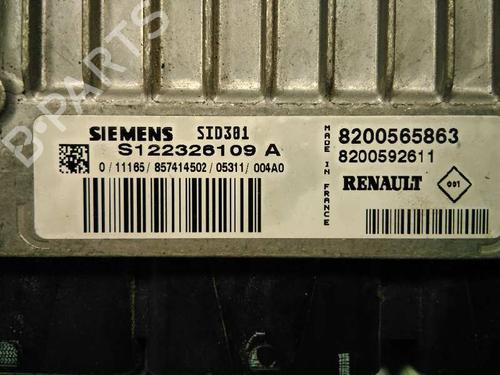 B-PARTS
SIEMENS SID301
S122326109 A
0 / 11165 / 857414502 / 05311 / 004A0
MADE IN FRANCE
8200565863
8200592611
RENAULT 001